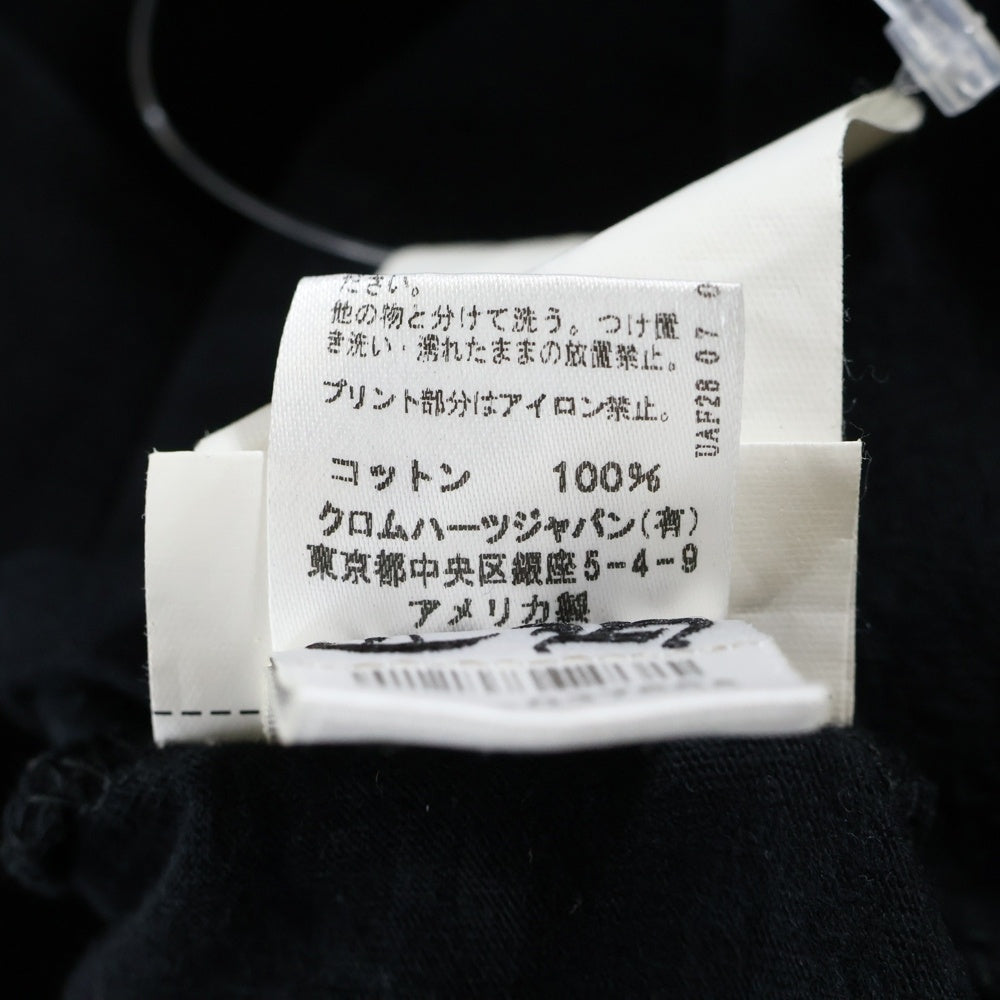 ださい。
他の物と分けて洗う。つけ置
き洗い・濡れたままの放置禁止。
プリント部分はアイロン禁止。
コットン 100%
クロムハーツジャパン(有)
東京都中央区銀座5-4-9
アメリカ製
UAF28 07